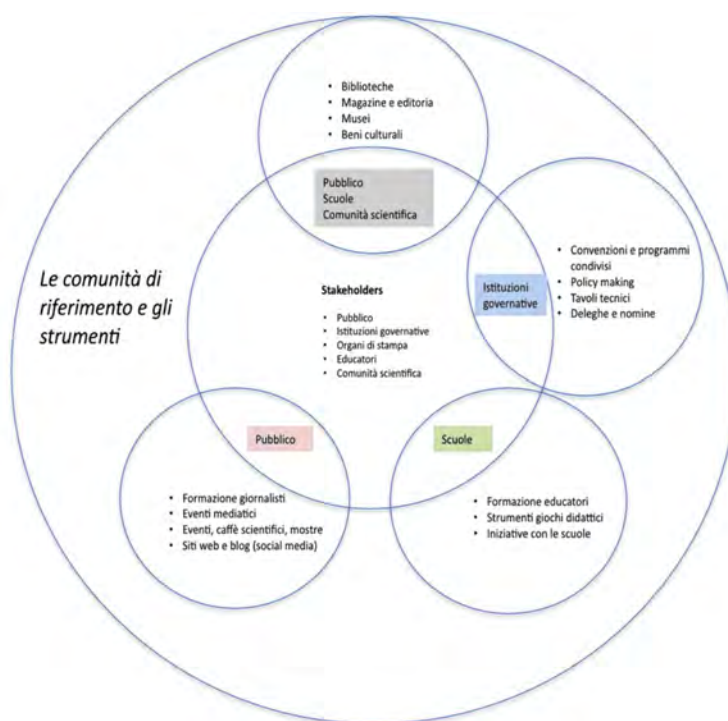 • Biblioteche
• Magazine e editoria
• Musei
• Beni culturali
Pubblico
Scuole
Comunità scientifica
Le comunità di
riferimento e gli
strumenti
Stakeholders
• Pubblico
• Istituzioni governative
• Organi di stampa
• Educatori
• Comunità scientifica
Istituzioni
governative
• Convenzioni e programmi
condivisi
• Policy making
• Tavoli tecnici
• Deleghe e nomine
Pubblico
• Formazione giornalisti
• Eventi mediatici
• Eventi, caffè scientifici, mostre
• Siti web e blog (social media)
Scuole
• Formazione educatori
• Strumenti giochi didattici
• Iniziative con le scuole